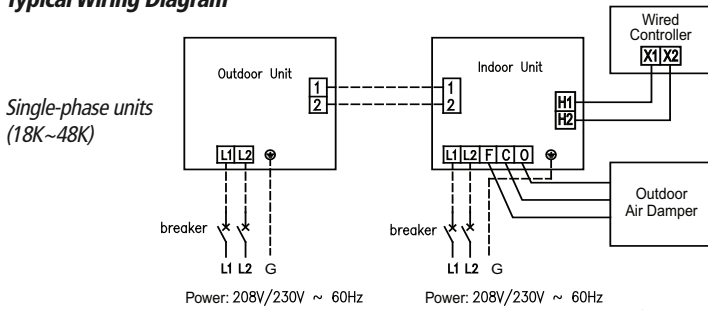 Typical Wiring Diagram
Single-phase units
(18K~48K)
Outdoor Unit
1
2
L1 L2
breaker
L1 L2 G
Power: 208V/230V ~ 60Hz
Indoor Unit
1
2
H1
H2
L1 L2 F C O
breaker
L1 L2 G
Power: 208V/230V ~ 60Hz
Wired
Controller
X1 X2
Outdoor
Air Damper